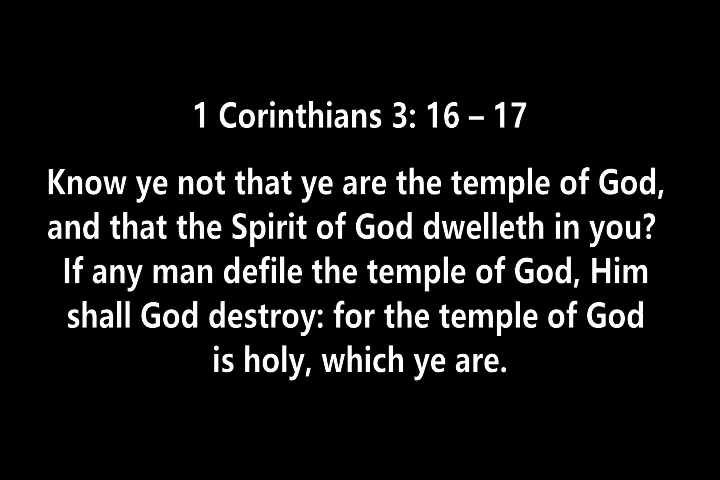 1 Corinthians 3: 16 – 17
Know ye not that ye are the temple of God,
and that the Spirit of God dwelleth in you?
If any man defile the temple of God, Him
shall God destroy: for the temple of God
is holy, which ye are.